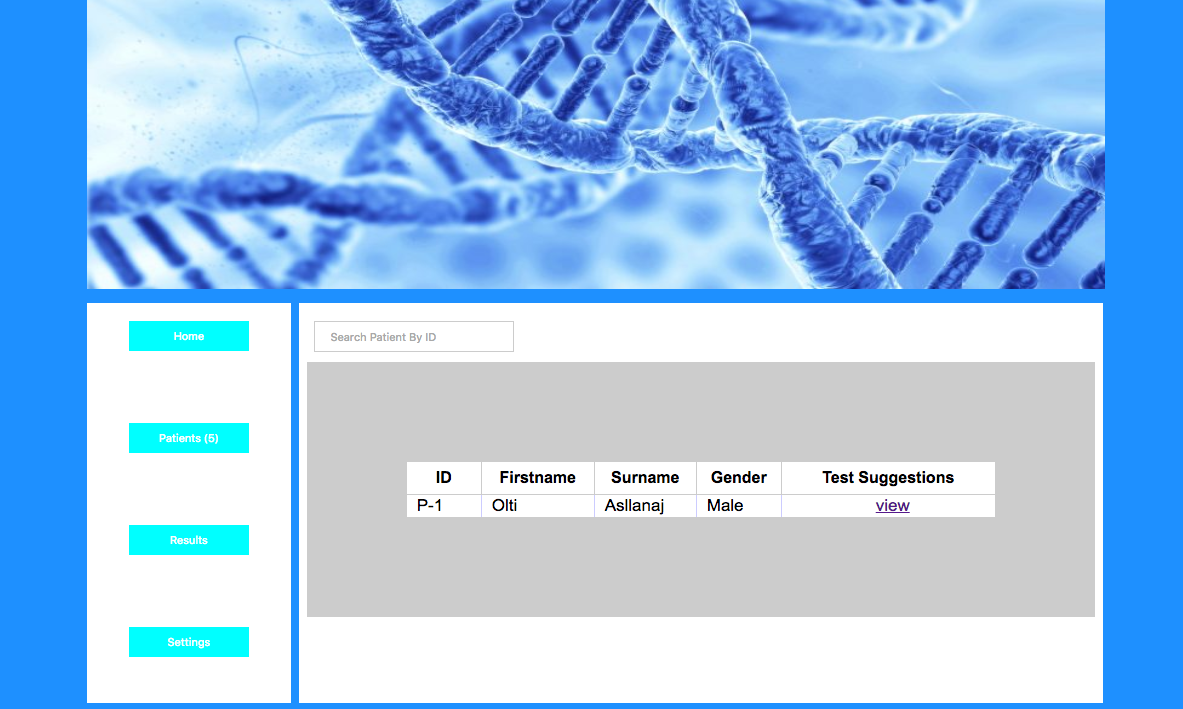 Home
Patients (5)
Results
Settings
Search Patient By ID
ID Firstname Surname Gender Test Suggestions
P-1 Olti Asllanaj Male view